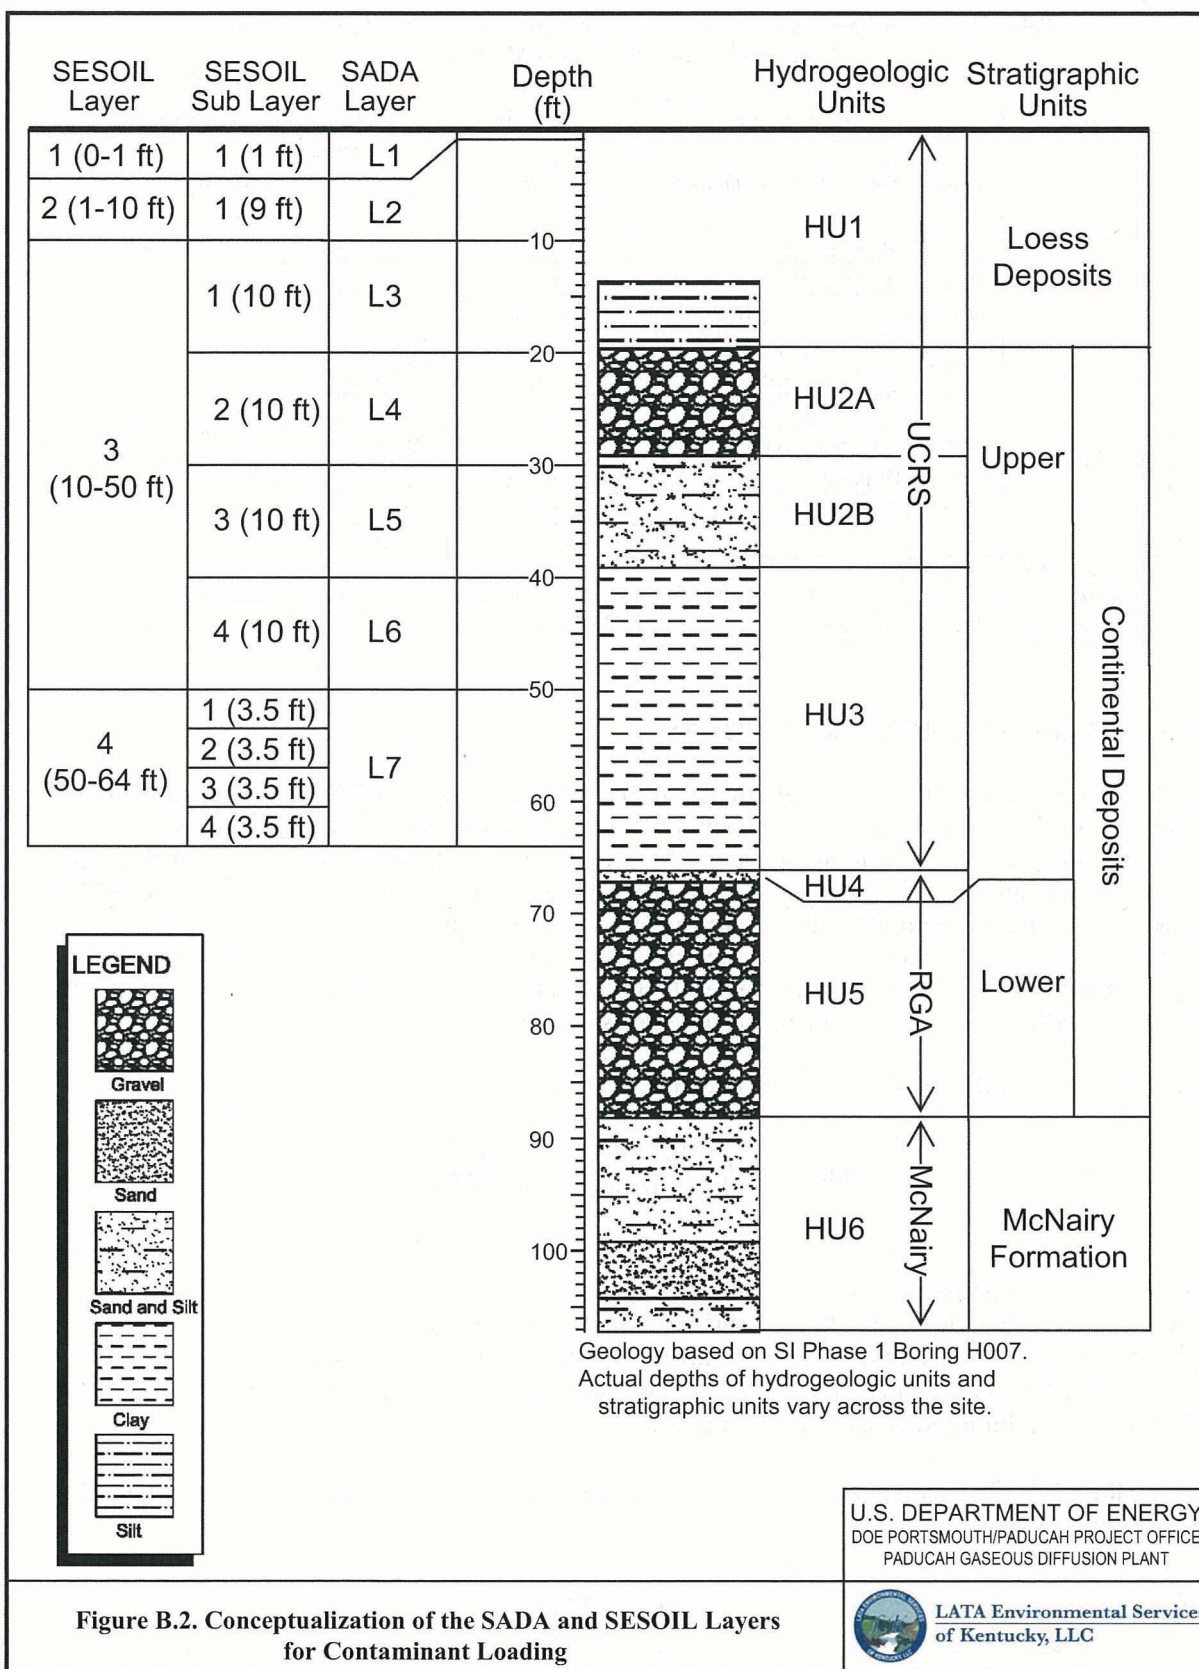 SESOIL Layer
SESOIL Sub Layer
SADA Layer
Depth (ft)
Hydrogeologic Units
Stratigraphic Units
1 (0-1 ft)
1 (1 ft)
L1
2 (1-10 ft)
1 (9 ft)
L2
3 (10-50 ft)
1 (10 ft)
L3
2 (10 ft)
L4
3 (10 ft)
L5
4 (10 ft)
L6
4 (50-64 ft)
1 (3.5 ft)
2 (3.5 ft)
3 (3.5 ft)
4 (3.5 ft)
L7
10
20
30
40
50
60
70
80
90
100
HU1
HU2A
HU2B
HU3
HU4
HU5
HU6
UCRS
RGA
McNairy
Loess Deposits
Upper
Lower
Continental Deposits
McNairy Formation
LEGEND
Gravel
Sand
Sand and Silt
Clay
Silt
Geology based on SI Phase 1 Boring H007.
Actual depths of hydrogeologic units and
stratigraphic units vary across the site.
U.S. DEPARTMENT OF ENERGY
DOE PORTSMOUTH/PADUCAH PROJECT OFFICE
PADUCAH GASEOUS DIFFUSION PLANT
Figure B.2. Conceptualization of the SADA and SESOIL Layers
for Contaminant Loading
LATA Environmental Service
of Kentucky, LLC